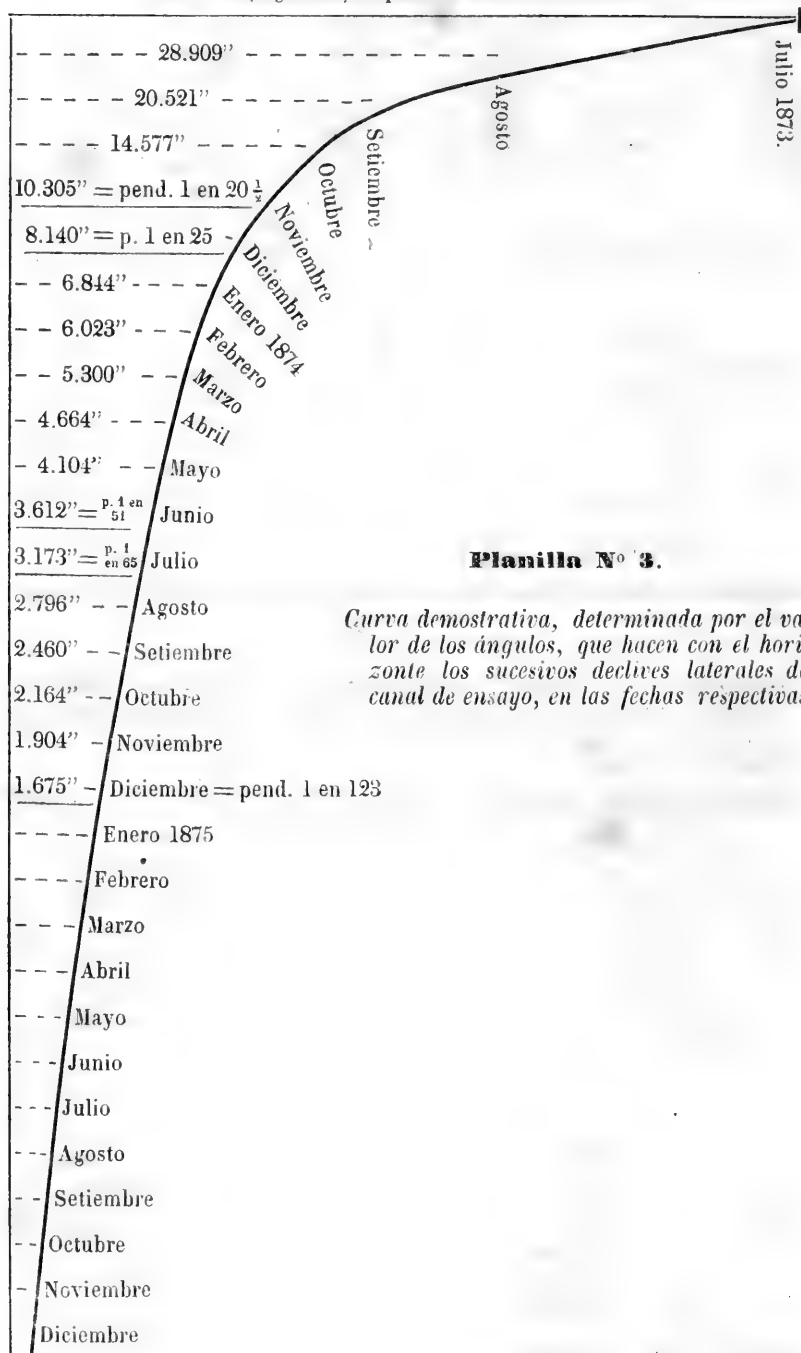 Julio 1873.
28.909” Agosto
20.521” Setiembre
14.577” Octubre
10.305” = pend. 1 en 20 ½ Noviembre
8.140” = p. 1 en 25 Diciembre
6.844” Enero 1874
6.023” Febrero
5.300” Marzo
4.664” Abril
4.104” Mayo
3.612” = p. 1 en 51 Junio
3.173” = p. 1 en 65 Julio
2.796” Agosto
2.460” Setiembre
2.164” Octubre
1.904” Noviembre
1.675” Diciembre = pend. 1 en 123
Enero 1875
Febrero
Marzo
Abril
Mayo
Junio
Julio
Agosto
Setiembre
Octubre
Noviembre
Diciembre
Planilla Nº 3.
Curva demostrativa, determinada por el va
lor de los ángulos, que hacen con el hori
zonte los sucesivos declives laterales d
canal de ensayo, en las fechas respectivas